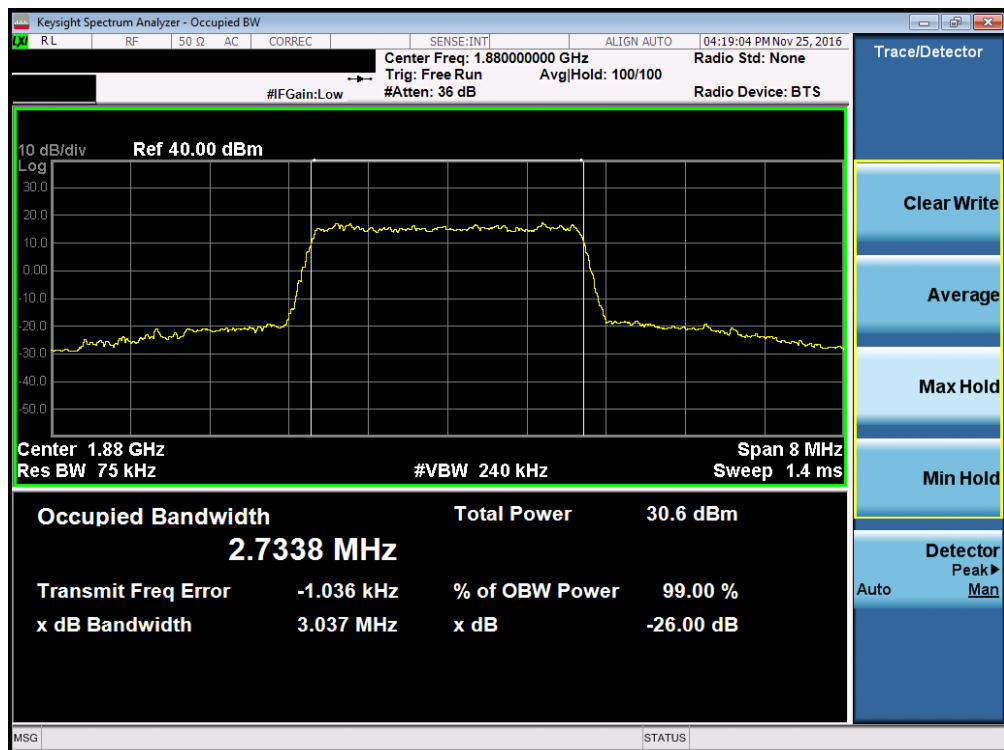 Keysight Spectrum Analyzer - Occupied BW
LXI RL RF 50 Ω AC CORREC SENSE:INT ALIGN AUTO 04:19:04 PM Nov 25, 2016
Center Freq: 1.880000000 GHz Radio Std: None
Trig: Free Run Avg|Hold: 100/100
#IFGain:Low #Atten: 36 dB Radio Device: BTS
10 dB/div Ref 40.00 dBm
Log
30.0
20.0
10.0
0.00
-10.0
-20.0
-30.0
-40.0
-50.0
Center 1.88 GHz Span 8 MHz
Res BW 75 kHz #VBW 240 kHz Sweep 1.4 ms
Occupied Bandwidth Total Power 30.6 dBm
2.7338 MHz
Transmit Freq Error -1.036 kHz % of OBW Power 99.00 %
x dB Bandwidth 3.037 MHz x dB -26.00 dB
MSG STATUS
Trace/Detector
Clear Write
Average
Max Hold
Min Hold
Detector
Peak▶
Auto Man